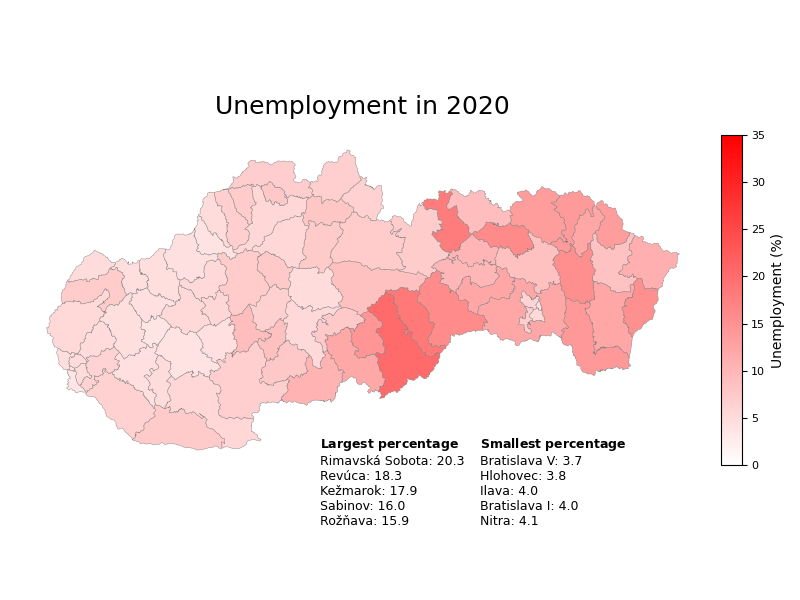 Unemployment in 2020
35
30
25
20
15
10
5
0
Unemployment (%)
Largest percentage
Rimavská Sobota: 20.3
Revúca: 18.3
Kežmarok: 17.9
Sabinov: 16.0
Rožňava: 15.9
Smallest percentage
Bratislava V: 3.7
Hlohovec: 3.8
Ilava: 4.0
Bratislava I: 4.0
Nitra: 4.1